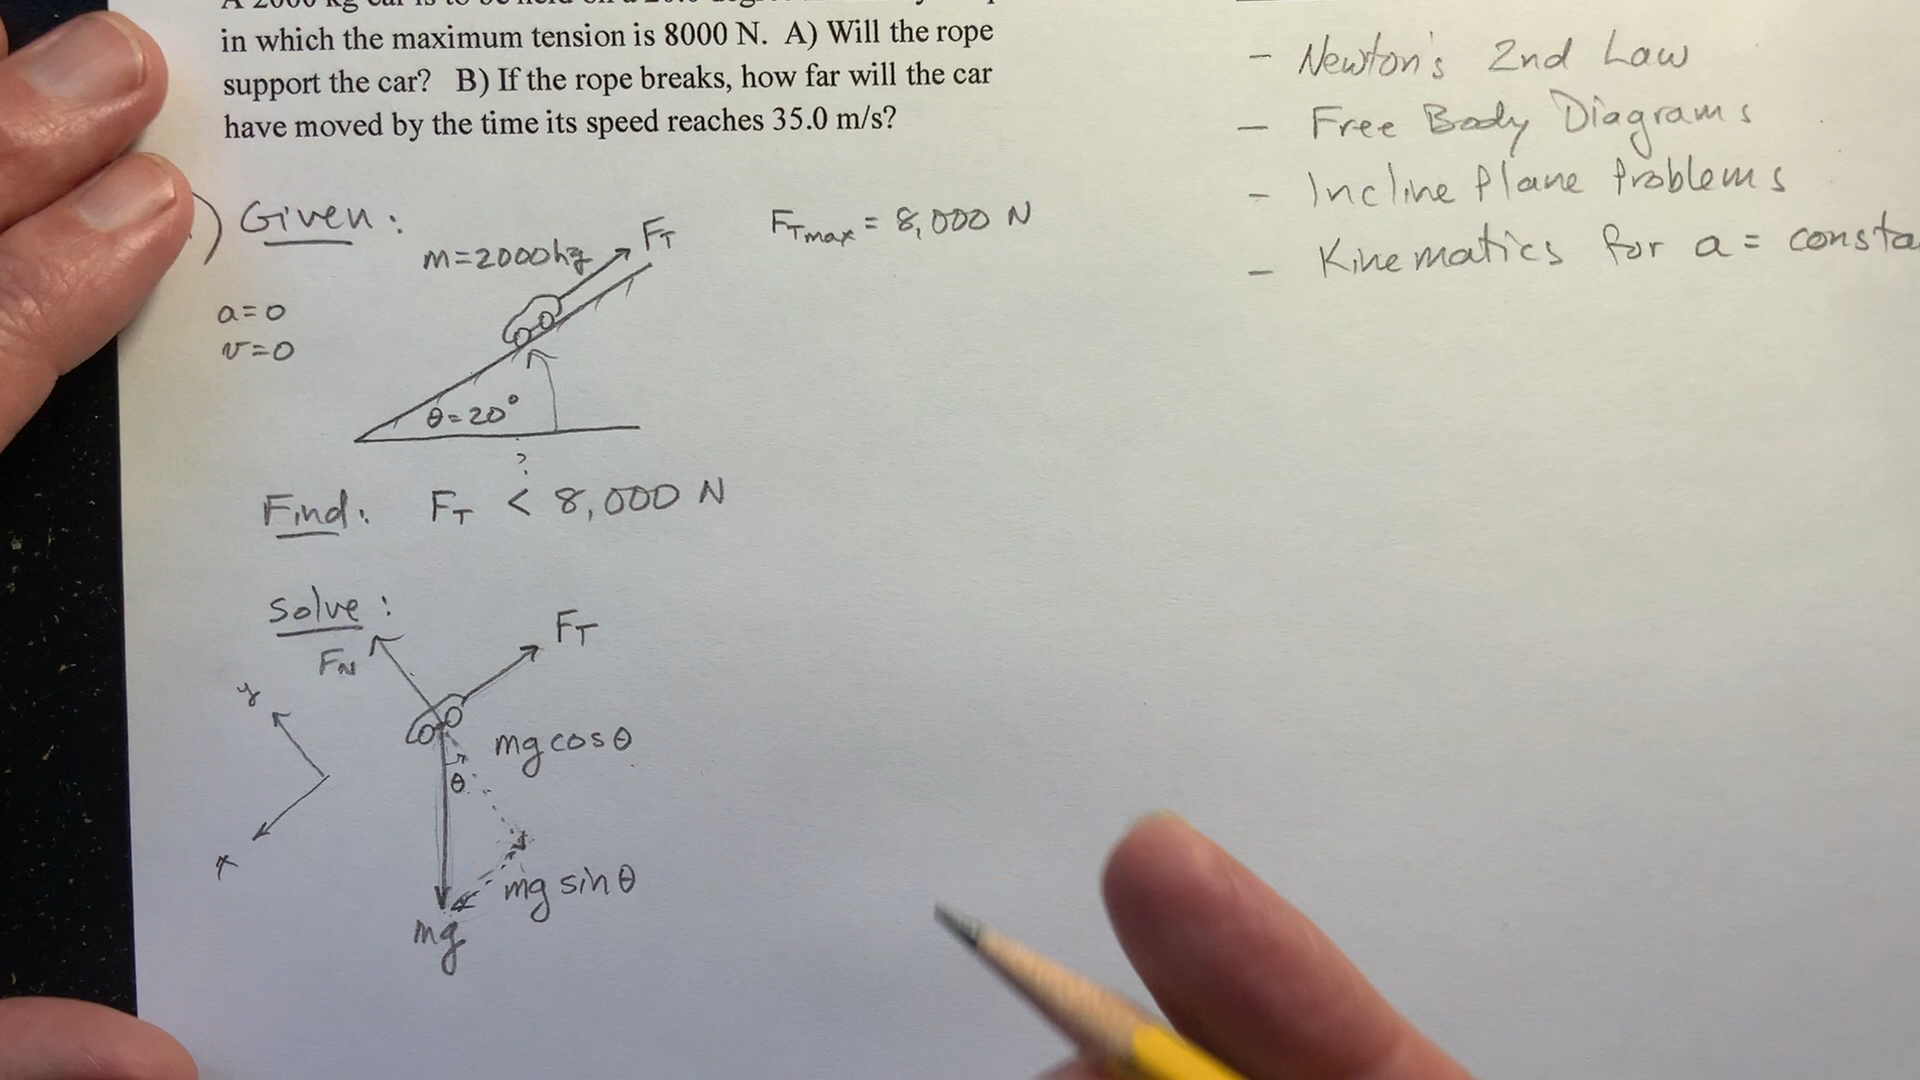 in which the maximum tension is 8000 N. A) Will the rope
support the car? B) If the rope breaks, how far will the car
have moved by the time its speed reaches 35.0 m/s?
- Newton's 2nd Law
- Free Body Diagrams
- Incline Plane Problems
- Kinematics for a = consta
) Given:
m=2000kg
FT
FTmax = 8,000 N
a=0
v=0
θ=20°
?
Find: FT < 8,000 N
Solve:
FN
FT
y
x
mg cosθ
θ
mg sinθ
mg